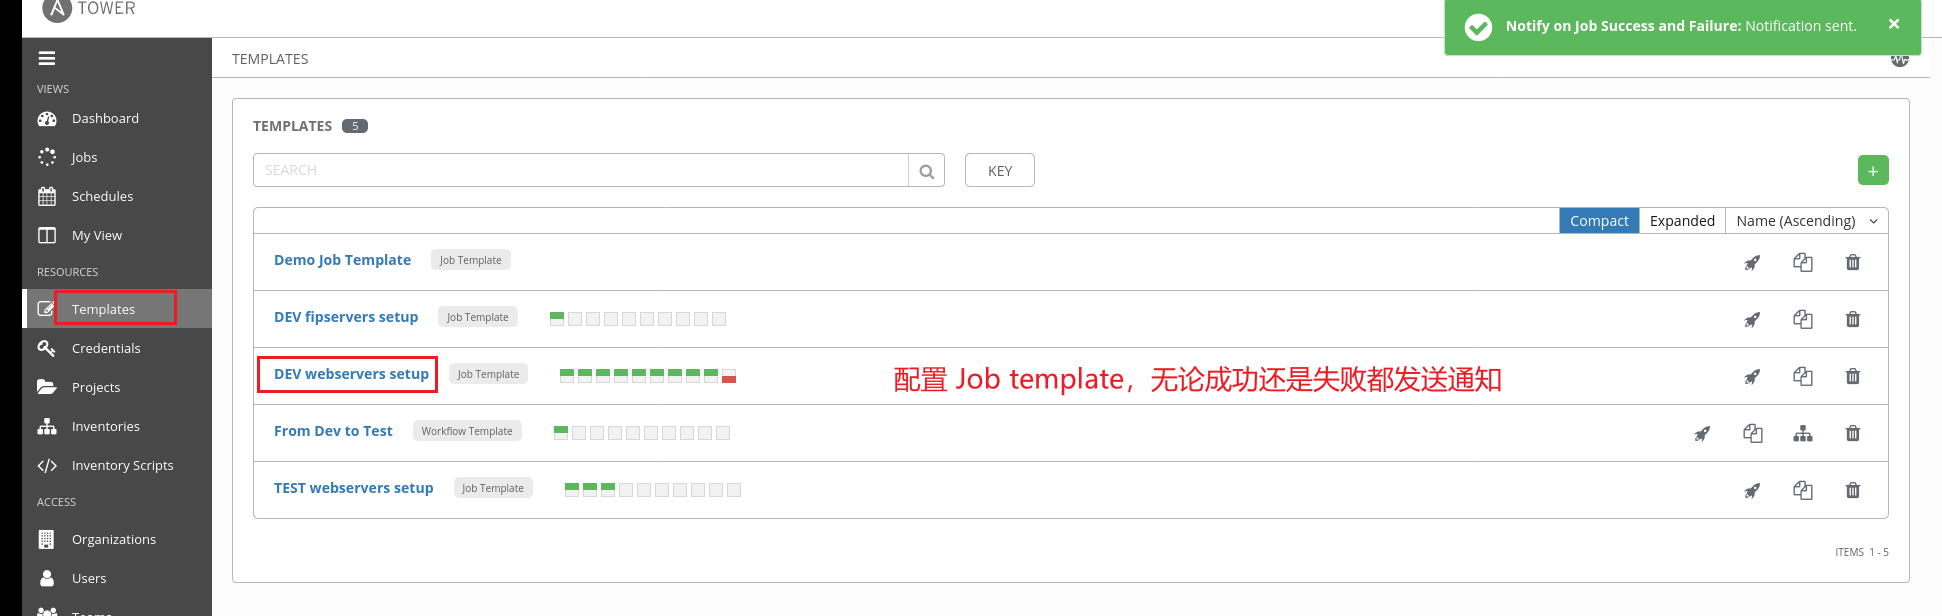 TOWER
Notify on Job Success and Failure: Notification sent.
VIEWS
Dashboard
Jobs
Schedules
My View
RESOURCES
Templates
Credentials
Projects
Inventories
Inventory Scripts
ACCESS
Organizations
Users
Teams
TEMPLATES
TEMPLATES 5
SEARCH
KEY
+
Compact Expanded Name (Ascending)
Demo Job Template Job Template
DEV fipservers setup Job Template
DEV webservers setup Job Template
配置 Job template，无论成功还是失败都发送通知
From Dev to Test Workflow Template
TEST webservers setup Job Template
ITEMS 1 - 5